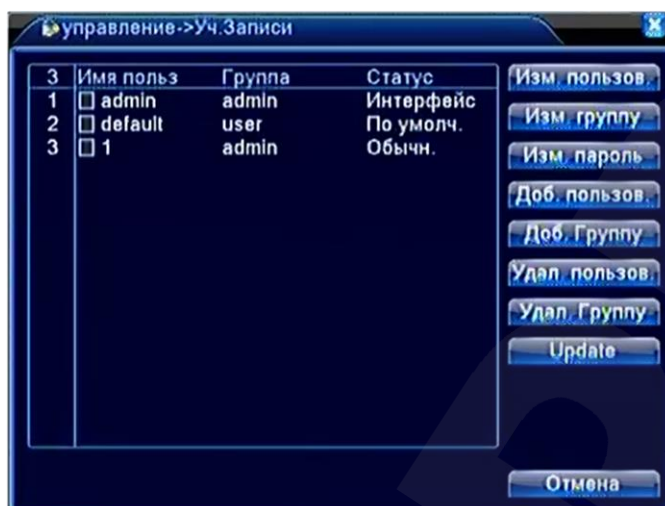 управление->Уч.Записи
3 Имя польз Группа Статус
1 admin admin Интерфейс
2 default user По умолч.
3 1 admin Обычн.
Изм. пользов.
Изм. группу
Изм. пароль
Доб. пользов.
Доб. Группу
Удал. пользов.
Удал. Группу
Update
Отмена